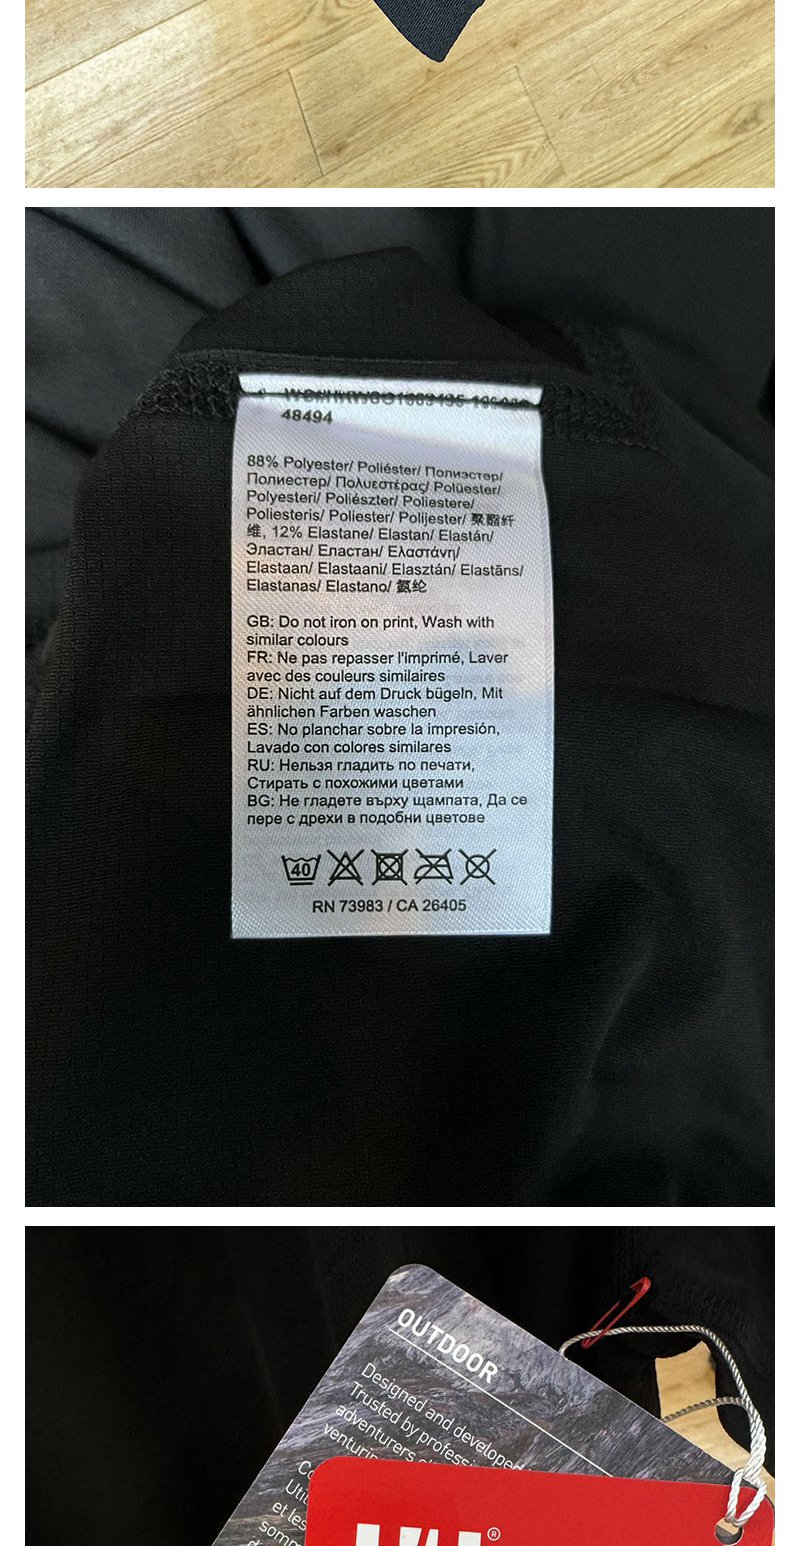 48494
88% Polyester/ Poliéster/ Полиэстер/
Полиестер/ Πολυεστέρας/ Polüester/
Polyesteri/ Poliészter/ Poliestere/
Poliesteris/ Poliester/ Polijester/ 聚酯纤
维, 12% Elastane/ Elastan/ Elastán/
Эластан/ Еластан/ Ελαστάνη/
Elastaan/ Elastaani/ Elasztán/ Elastāns/
Elastanas/ Elastano/ 氨纶
GB: Do not iron on print, Wash with
similar colours
FR: Ne pas repasser l'imprimé, Laver
avec des couleurs similaires
DE: Nicht auf dem Druck bügeln, Mit
ähnlichen Farben waschen
ES: No planchar sobre la impresión,
Lavado con colores similares
RU: Нельзя гладить по печати,
Стирать с похожими цветами
BG: Не гладете върху щампата, Да се
пере с дрехи в подобни цветове
40
RN 73983 / CA 26405
OUTDOOR
Designed and developed
Trusted by
adventurers
et les
®